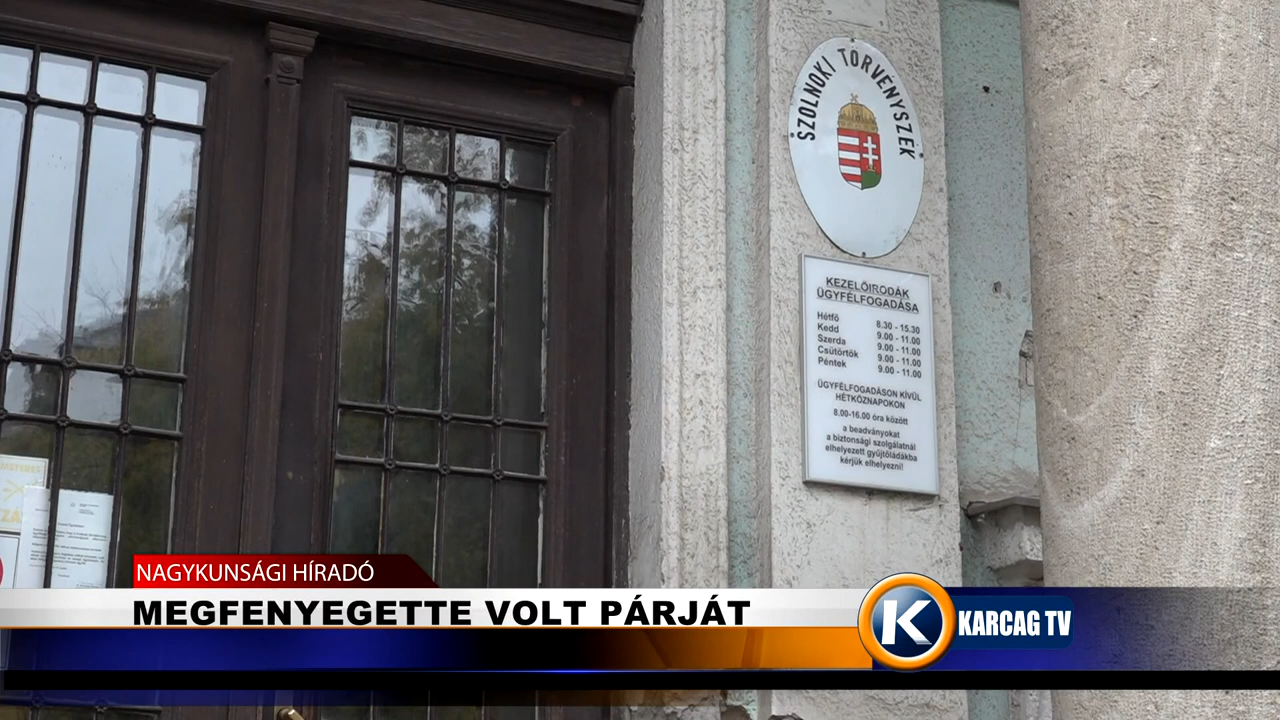 SZOLNOKI TÖRVÉNYSZÉK
KEZELŐIRODÁK
ÜGYFÉLFOGADÁSA
Hétfő 8.30 - 15.30
Kedd 9.00 - 11.00
Szerda 9.00 - 11.00
Csütörtök 9.00 - 11.00
Péntek 9.00 - 11.00
ÜGYFÉLFOGADÁSON KÍVÜL
HÉTKÖZNAPOKON
8.00-16.00 óra között
a beadványokat
a biztonsági szolgálatnál
elhelyezett gyűjtőládákba
kérjük elhelyezni!
NAGYKUNSÁGI HÍRADÓ
MEGFENYEGETTE VOLT PÁRJÁT
K KARCAG TV